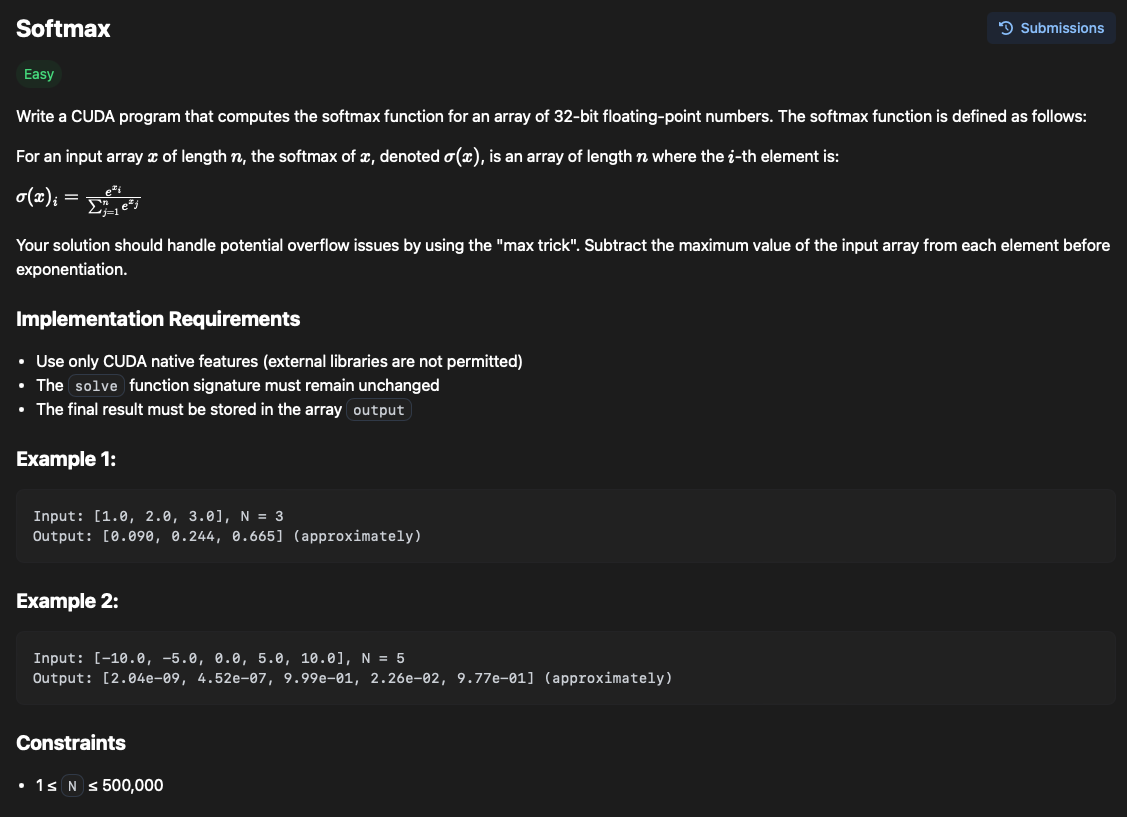 Softmax
Submissions
Easy
Write a CUDA program that computes the softmax function for an array of 32-bit floating-point numbers. The softmax function is defined as follows:
For an input array x of length n, the softmax of x, denoted σ(x), is an array of length n where the i-th element is:
σ(x)ᵢ = e^{x_i} / ∑_{j=1}^{n} e^{x_j}
Your solution should handle potential overflow issues by using the "max trick". Subtract the maximum value of the input array from each element before
exponentiation.
Implementation Requirements
• Use only CUDA native features (external libraries are not permitted)
• The solve function signature must remain unchanged
• The final result must be stored in the array output
Example 1:
Input: [1.0, 2.0, 3.0], N = 3
Output: [0.090, 0.244, 0.665] (approximately)
Example 2:
Input: [-10.0, -5.0, 0.0, 5.0, 10.0], N = 5
Output: [2.04e-09, 4.52e-07, 9.99e-01, 2.26e-02, 9.77e-01] (approximately)
Constraints
• 1 ≤ N ≤ 500,000